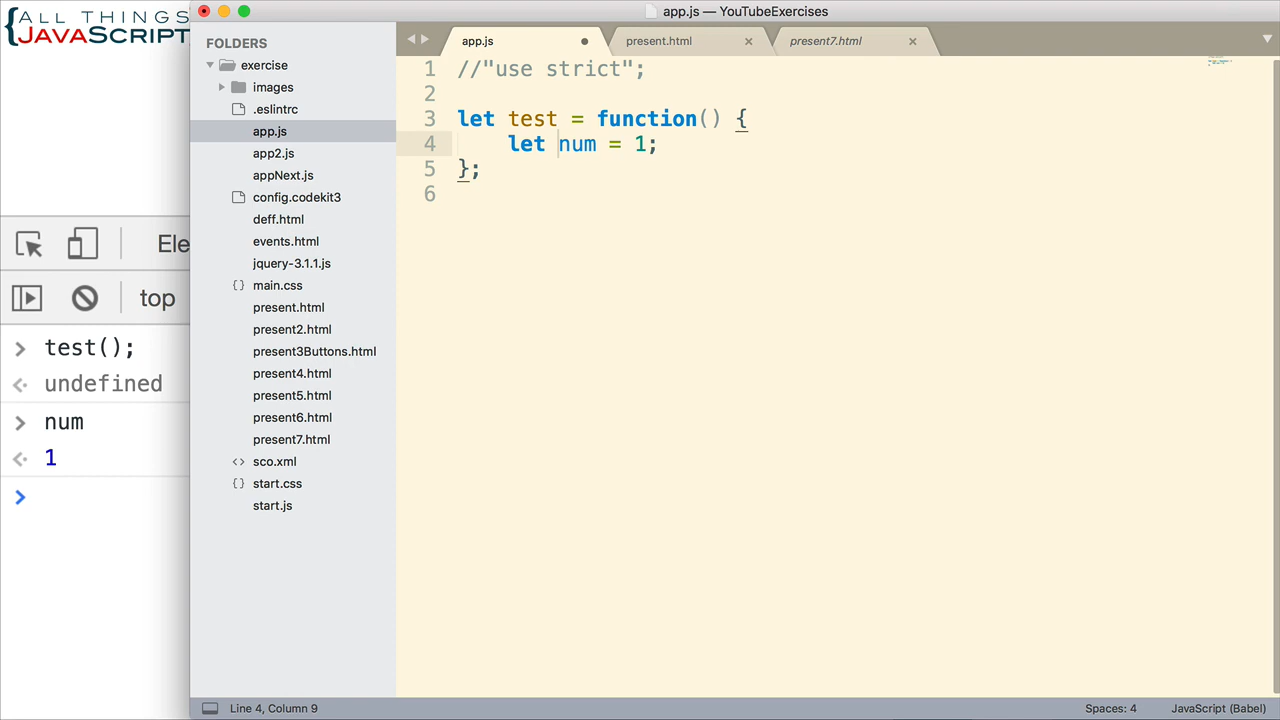 {ALL THINGS
JAVASCRIPT
Ele
top
test();
undefined
num
1
app.js — YouTubeExercises
FOLDERS
exercise
images
.eslintrc
app.js
app2.js
appNext.js
config.codekit3
deff.html
events.html
jquery-3.1.1.js
{} main.css
present.html
present2.html
present3Buttons.html
present4.html
present5.html
present6.html
present7.html
<> sco.xml
{} start.css
start.js
app.js
present.html
present7.html
1 //"use strict";
2
3 let test = function() {
4 let num = 1;
5 };
6
Line 4, Column 9
Spaces: 4
JavaScript (Babel)